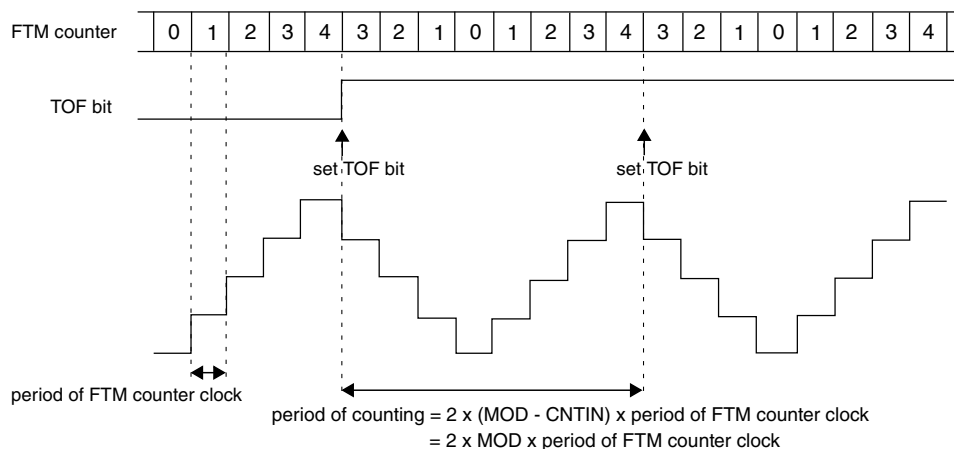 FTM counter 0 1 2 3 4 3 2 1 0 1 2 3 4 3 2 1 0 1 2 3 4
TOF bit
set TOF bit set TOF bit
period of FTM counter clock
period of counting = 2 x (MOD - CNTIN) x period of FTM counter clock
= 2 x MOD x period of FTM counter clock